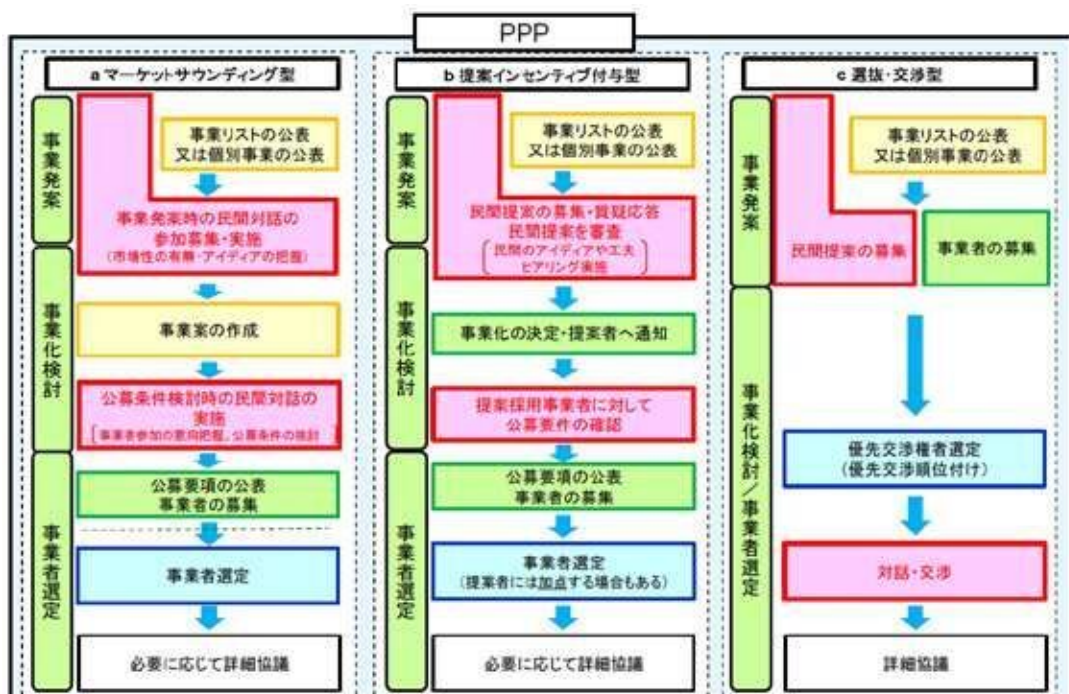 PPP
a マーケットサウンディング型
事業発案
事業リストの公表
又は個別事業の公表
事業発案時の民間対話の
参加募集・実施
(市場性の有無・アイディアの把握)
事業化検討
事業案の作成
公募条件検討時の民間対話の
実施
[事業者参加の意向把握、公募条件の検討]
事業者選定
公募要項の公表
事業者の募集
事業者選定
必要に応じて詳細協議
b 提案インセンティブ付与型
事業発案
事業リストの公表
又は個別事業の公表
民間提案の募集・質疑応答
民間提案を審査
[民間のアイディアや工夫
ヒアリング実施]
事業化検討
事業化の決定・提案者へ通知
提案採用事業者に対して
公募要件の確認
事業者選定
公募要項の公表
事業者の募集
事業者選定
(提案者には加点する場合もある)
必要に応じて詳細協議
c 選抜・交渉型
事業発案
事業リストの公表
又は個別事業の公表
民間提案の募集
事業者の募集
事業化検討/事業者選定
優先交渉権者選定
(優先交渉順位付け)
対話・交渉
詳細協議